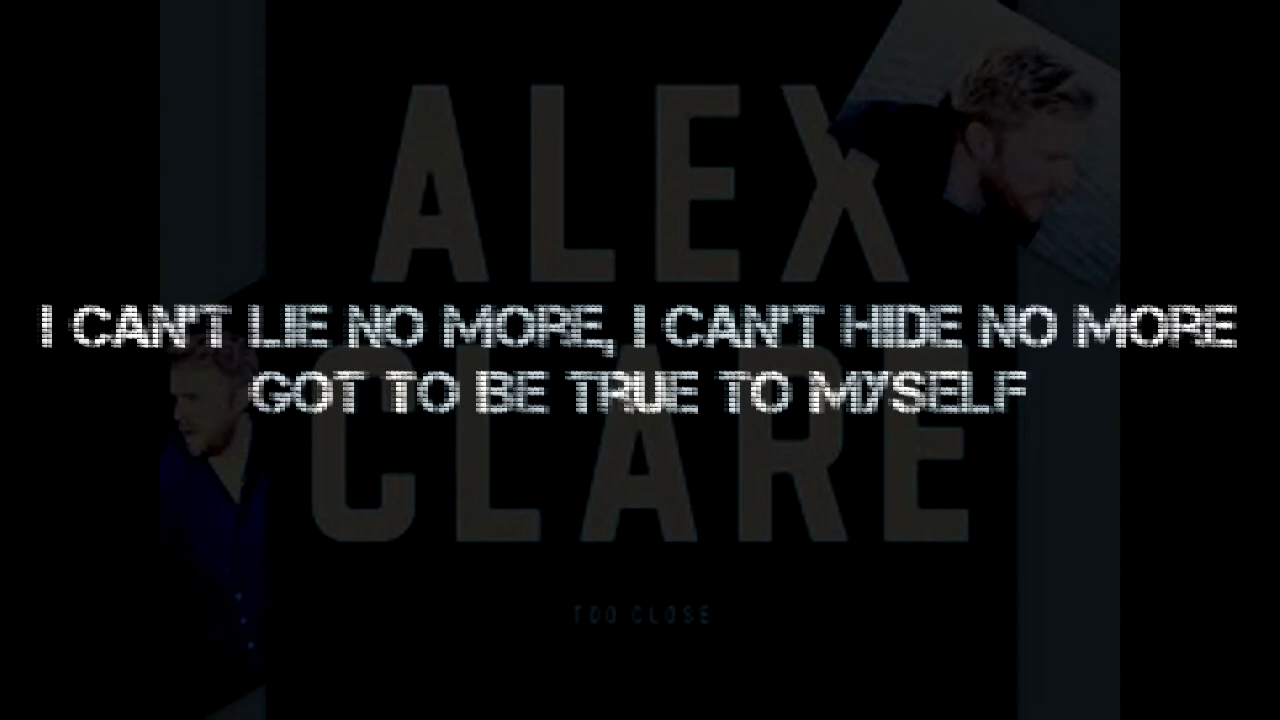 ALEX
I CAN'T LIE NO MORE, I CAN'T HIDE NO MORE
GOT TO BE TRUE TO MYSELF
CLARE
TOO CLOSE